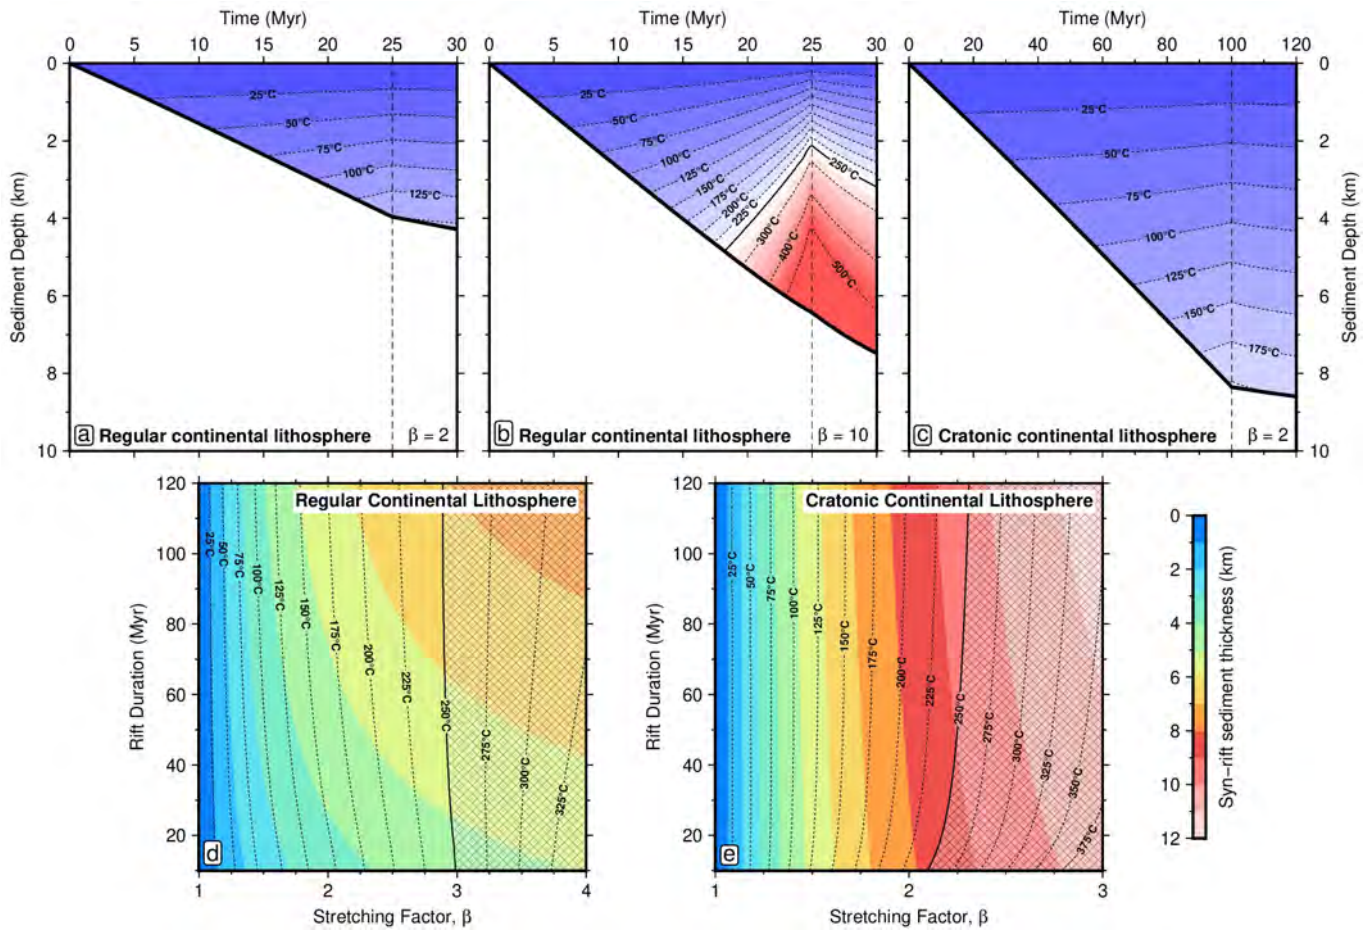 Time (Myr) Time (Myr) Time (Myr)
0 5 10 15 20 25 30 0 5 10 15 20 25 30 0 20 40 60 80 100 120
Sediment Depth (km)
0
2
4
6
8
10
25°C
50°C
75°C
100°C
125°C
a Regular continental lithosphere β = 2
25°C
50°C
75°C
100°C
125°C
150°C
175°C
200°C
225°C
250°C
300°C
400°C
500°C
b Regular continental lithosphere β = 10
25°C
50°C
75°C
100°C
125°C
150°C
175°C
c Cratonic continental lithosphere β = 2
0
2
4
6
8
10
Sediment Depth (km)
Regular Continental Lithosphere
Rift Duration (Myr)
120
100
80
60
40
20
25°C
50°C
75°C
100°C
125°C
150°C
175°C
200°C
225°C
250°C
275°C
300°C
325°C
d
1 2 3 4
Stretching Factor, β
Cratonic Continental Lithosphere
Rift Duration (Myr)
120
100
80
60
40
20
25°C
50°C
75°C
100°C
125°C
150°C
175°C
200°C
225°C
250°C
275°C
300°C
325°C
350°C
375°C
e
1 2 3
Stretching Factor, β
0
2
4
6
8
10
12
Syn−rift sediment thickness (km)